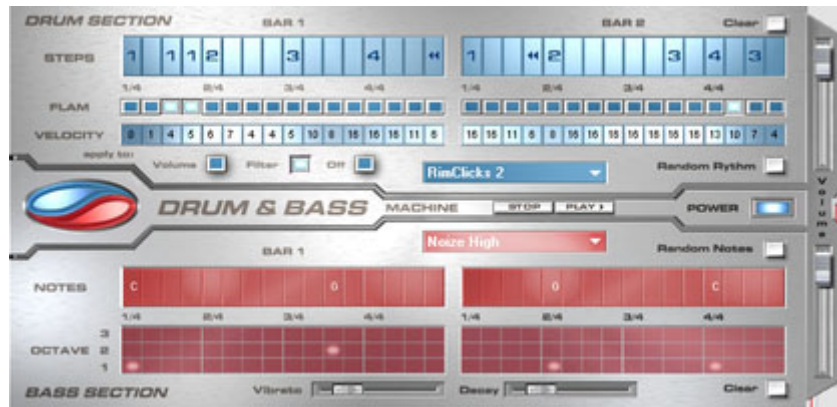 DRUM SECTION BAR 1 BAR 2 Clear
STEPS 1 1 1 2 3 4 « 1 « 2 3 4 3
1/4 2/4 3/4 4/4 1/4 2/4 3/4 4/4
FLAM
VELOCITY 8 1 4 5 6 7 4 4 5 10 8 16 16 16 11 6 16 16 11 6 8 16 16 16 16 16 16 16 13 10 7 4
apply to: Volume Filter Off RimClicks 2 Random Rythm
DRUM & BASS MACHINE STOP PLAY POWER
Volume
BAR 1 Noize High Random Notes
NOTES C G G C
1/4 2/4 3/4 4/4 1/4 2/4 3/4 4/4
3
OCTAVE 2
1
BASS SECTION Vibrato Decay Clear